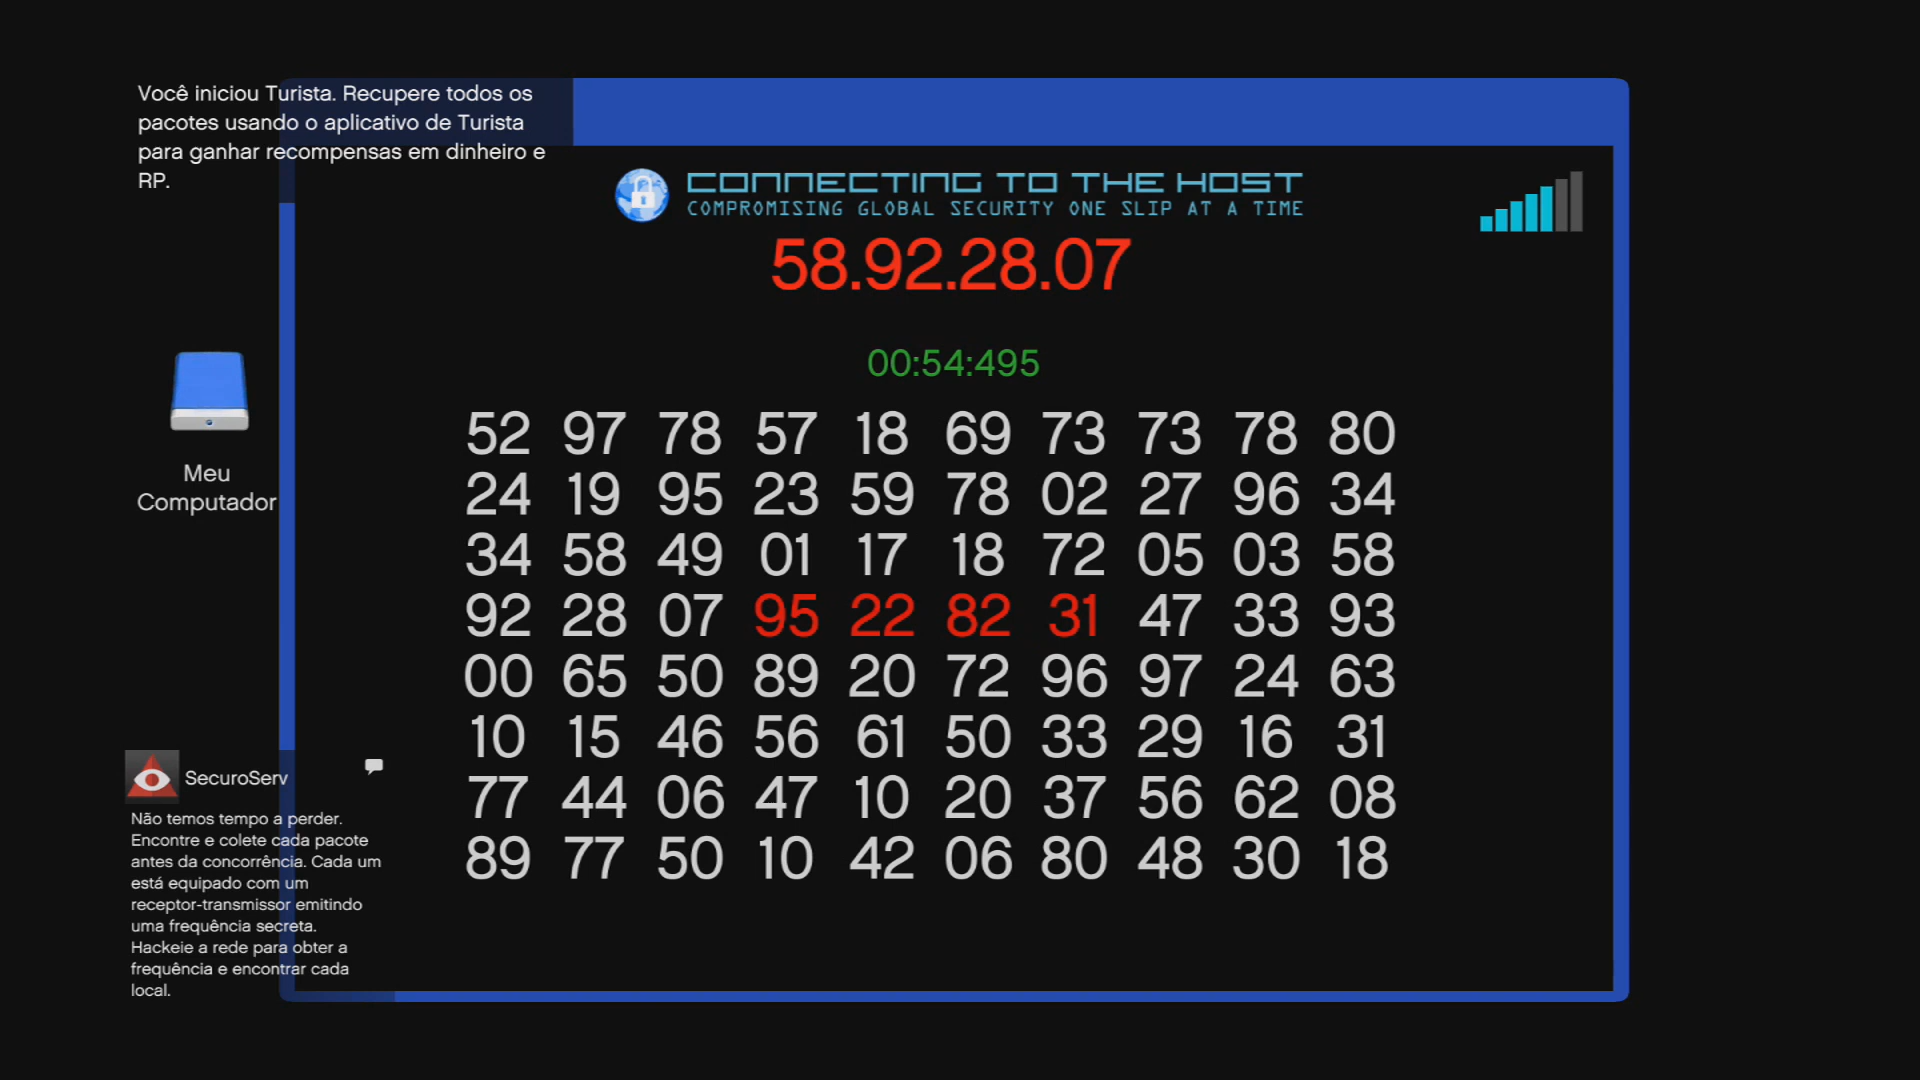 Você iniciou Turista. Recupere todos os
pacotes usando o aplicativo de Turista
para ganhar recompensas em dinheiro e
RP.
CONNECTING TO THE HOST
COMPROMISING GLOBAL SECURITY ONE SLIP AT A TIME
58.92.28.07
00:54:495
52 97 78 57 18 69 73 73 78 80
24 19 95 23 59 78 02 27 96 34
34 58 49 01 17 18 72 05 03 58
92 28 07 95 22 82 31 47 33 93
00 65 50 89 20 72 96 97 24 63
10 15 46 56 61 50 33 29 16 31
77 44 06 47 10 20 37 56 62 08
89 77 50 10 42 06 80 48 30 18
Meu
Computador
SecuroServ
Não temos tempo a perder.
Encontre e colete cada pacote
antes da concorrência. Cada um
está equipado com um
receptor-transmissor emitindo
uma frequência secreta.
Hackeie a rede para obter a
frequência e encontrar cada
local.